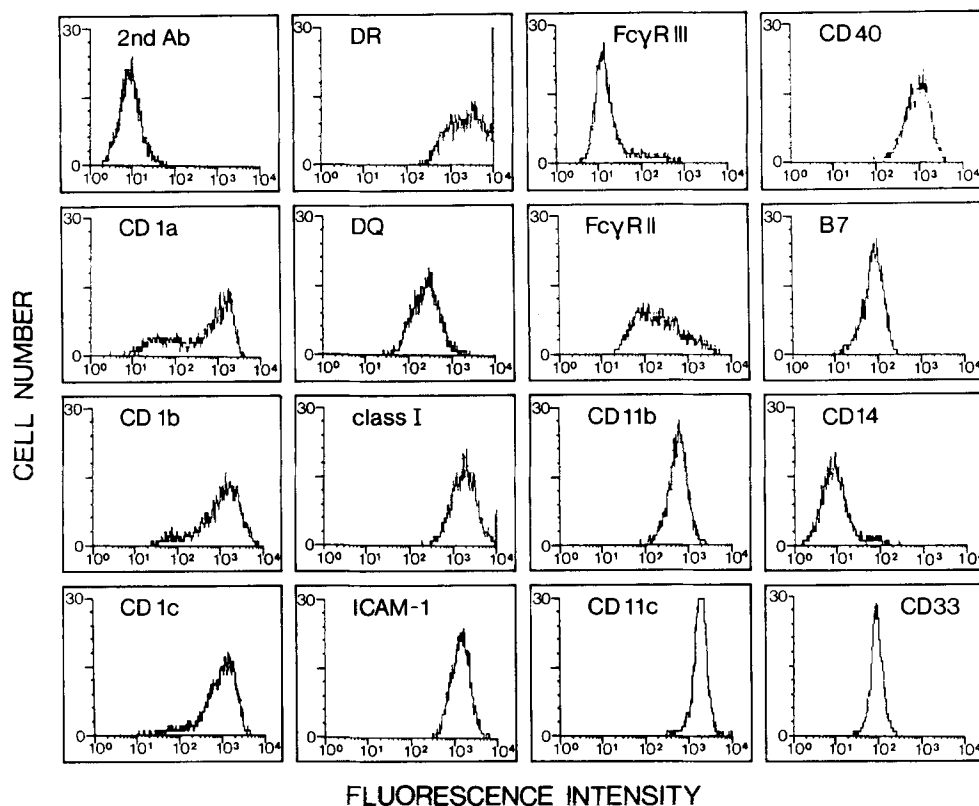 CELL NUMBER
30 2nd Ab
0
10⁰ 10¹ 10² 10³ 10⁴
30 DR
0
10⁰ 10¹ 10² 10³ 10⁴
30 FcγR III
0
10⁰ 10¹ 10² 10³ 10⁴
30 CD 40
0
10⁰ 10¹ 10² 10³ 10⁴
30 CD 1a
0
10⁰ 10¹ 10² 10³ 10⁴
30 DQ
0
10⁰ 10¹ 10² 10³ 10⁴
30 FcγR II
0
10⁰ 10¹ 10² 10³ 10⁴
30 B7
0
10⁰ 10¹ 10² 10³ 10⁴
30 CD 1b
0
10⁰ 10¹ 10² 10³ 10⁴
30 class I
0
10⁰ 10¹ 10² 10³ 10⁴
30 CD 11b
0
10⁰ 10¹ 10² 10³ 10⁴
30 CD14
0
10⁰ 10¹ 10² 10³ 10⁴
30 CD 1c
0
10⁰ 10¹ 10² 10³ 10⁴
30 ICAM-1
0
10⁰ 10¹ 10² 10³ 10⁴
30 CD 11c
0
10⁰ 10¹ 10² 10³ 10⁴
30 CD33
0
10⁰ 10¹ 10² 10³ 10⁴
FLUORESCENCE INTENSITY